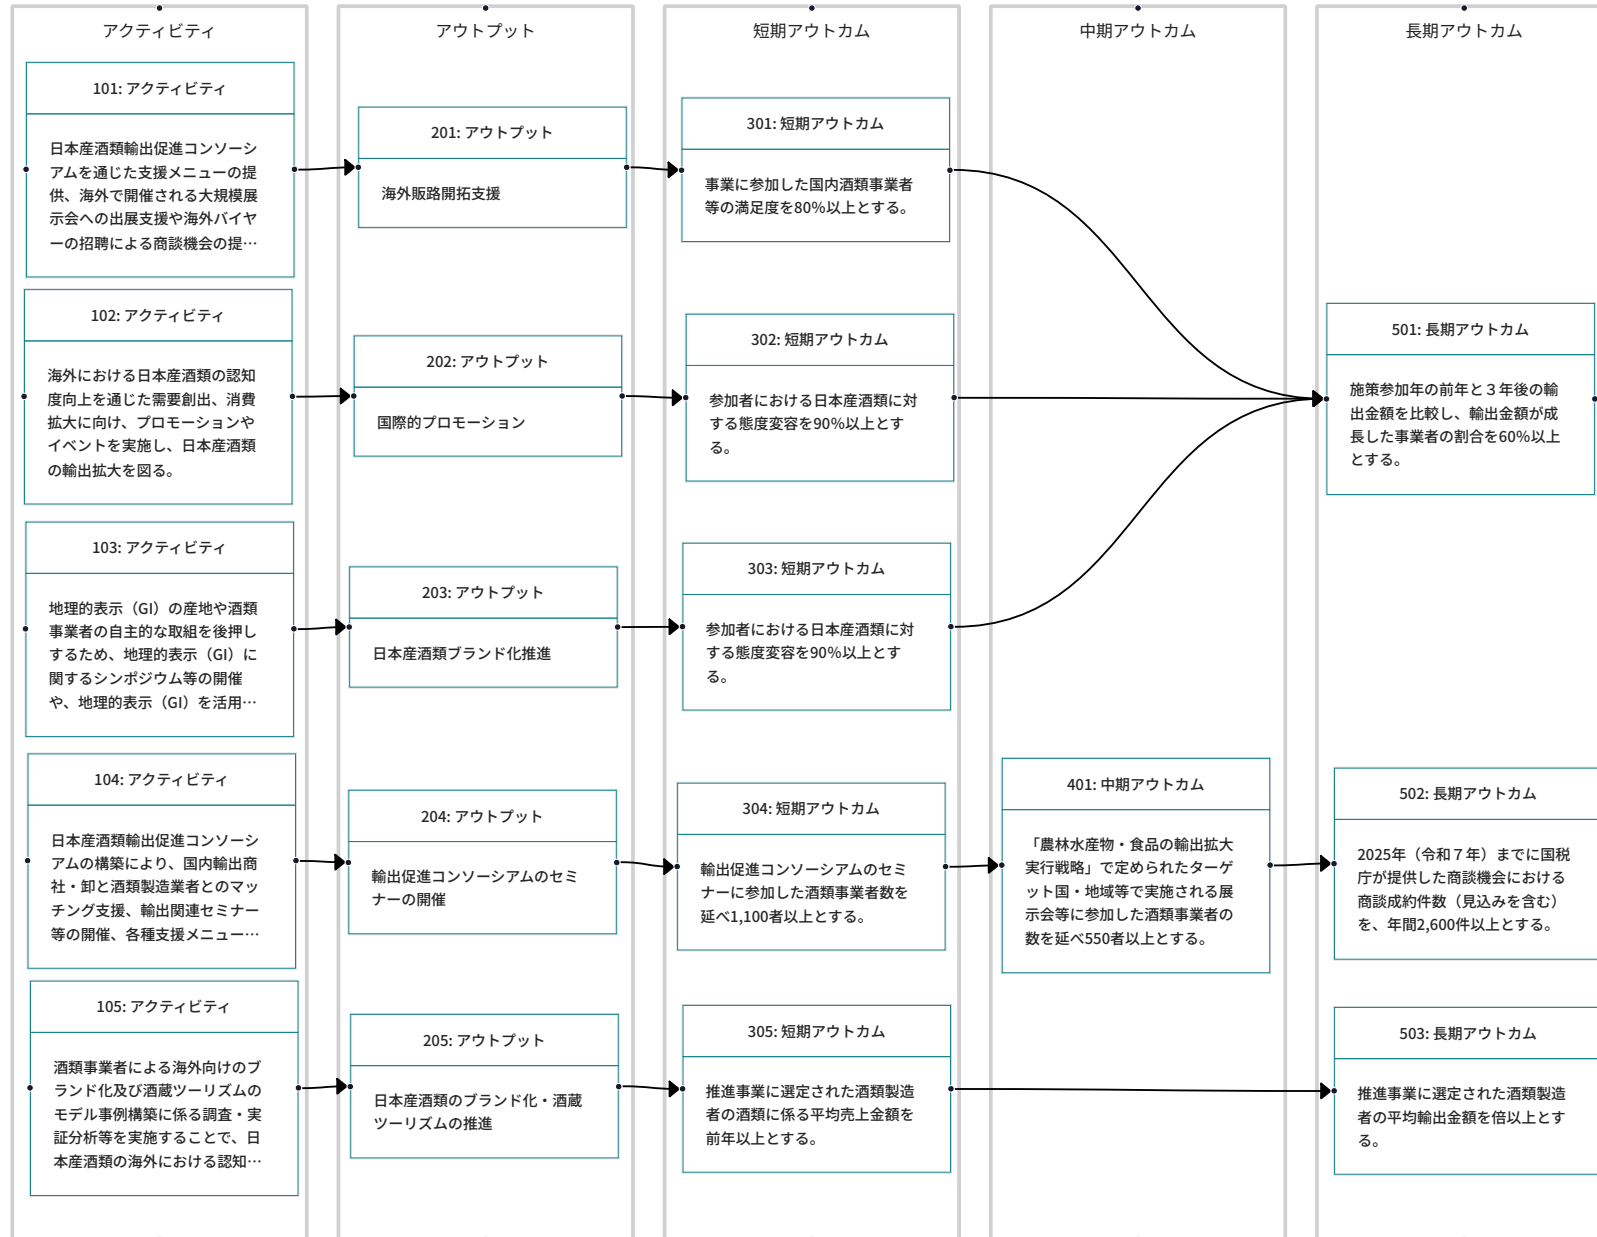 アクティビティ
アウトプット
短期アウトカム
中期アウトカム
長期アウトカム
101: アクティビティ
日本産酒類輸出促進コンソーシ
アムを通じた支援メニューの提
供、海外で開催される大規模展
示会への出展支援や海外バイヤ
ーの招聘による商談機会の提…
201: アウトプット
海外販路開拓支援
301: 短期アウトカム
事業に参加した国内酒類事業者
等の満足度を80％以上とする。
102: アクティビティ
海外における日本産酒類の認知
度向上を通じた需要創出、消費
拡大に向け、プロモーションや
イベントを実施し、日本産酒類
の輸出拡大を図る。
202: アウトプット
国際的プロモーション
302: 短期アウトカム
参加者における日本産酒類に対
する態度変容を90％以上とす
る。
501: 長期アウトカム
施策参加年の前年と３年後の輸
出金額を比較し、輸出金額が成
長した事業者の割合を60％以上
とする。
103: アクティビティ
地理的表示（GI）の産地や酒類
事業者の自主的な取組を後押し
するため、地理的表示（GI）に
関するシンポジウム等の開催
や、地理的表示（GI）を活用…
203: アウトプット
日本産酒類ブランド化推進
303: 短期アウトカム
参加者における日本産酒類に対
する態度変容を90％以上とす
る。
104: アクティビティ
日本産酒類輸出促進コンソーシ
アムの構築により、国内輸出商
社・卸と酒類製造業者とのマッ
チング支援、輸出関連セミナー
等の開催、各種支援メニュー…
204: アウトプット
輸出促進コンソーシアムのセミ
ナーの開催
304: 短期アウトカム
輸出促進コンソーシアムのセミ
ナーに参加した酒類事業者数を
延べ1,100者以上とする。
401: 中期アウトカム
「農林水産物・食品の輸出拡大
実行戦略」で定められたターゲ
ット国・地域等で実施される展
示会等に参加した酒類事業者の
数を延べ550者以上とする。
502: 長期アウトカム
2025年（令和７年）までに国税
庁が提供した商談機会における
商談成約件数（見込みを含む）
を、年間2,600件以上とする。
105: アクティビティ
酒類事業者による海外向けのブ
ランド化及び酒蔵ツーリズムの
モデル事例構築に係る調査・実
証分析等を実施することで、日
本産酒類の海外における認知…
205: アウトプット
日本産酒類のブランド化・酒蔵
ツーリズムの推進
305: 短期アウトカム
推進事業に選定された酒類製造
者の酒類に係る平均売上金額を
前年以上とする。
503: 長期アウトカム
推進事業に選定された酒類製造
者の平均輸出金額を倍以上とす
る。